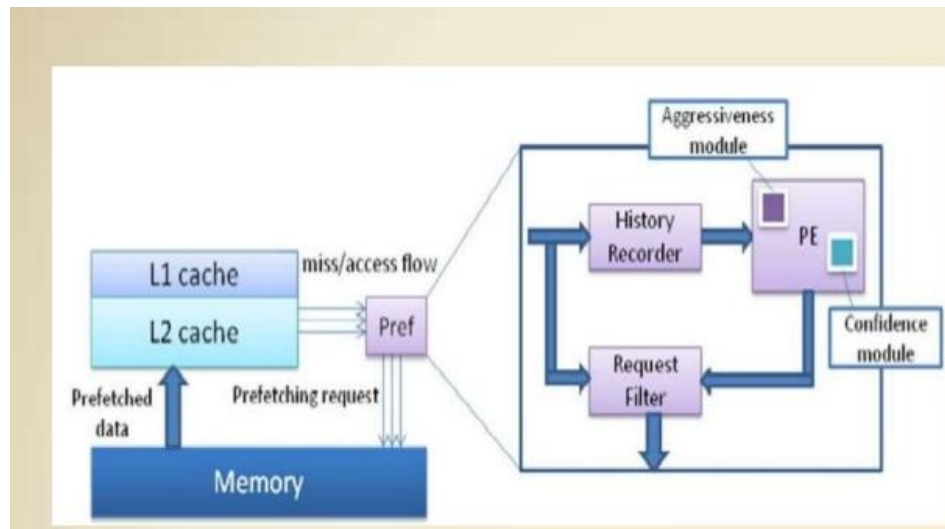 Aggressiveness
module
History
Recorder
PE
miss/access flow
L1 cache
L2 cache
Pref
Confidence
module
Request
Filter
Prefetched
data
Prefetching request
Memory